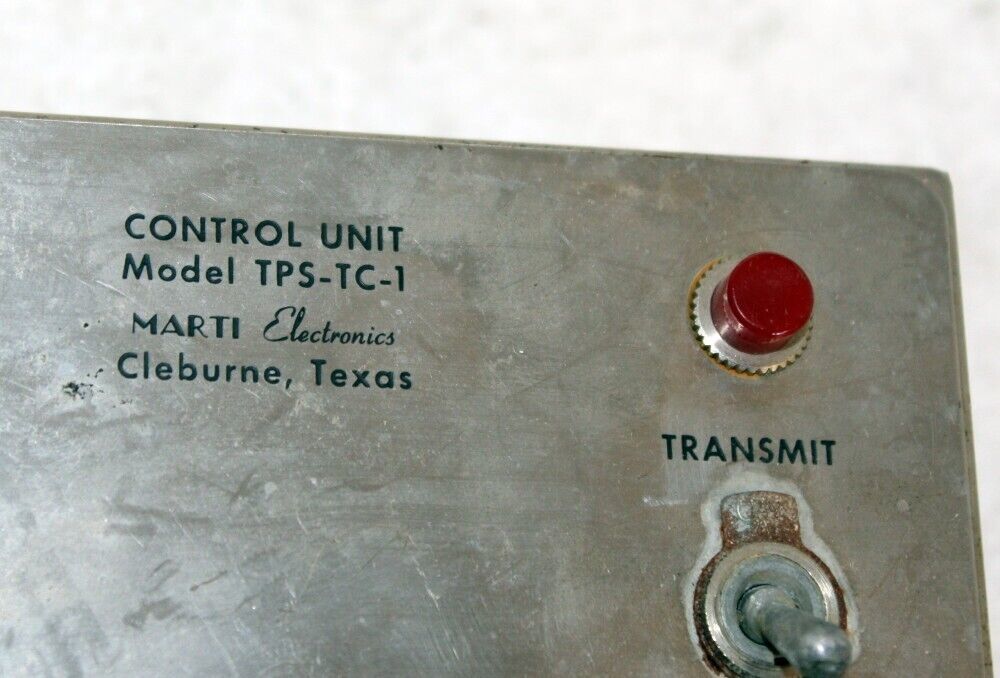 CONTROL UNIT
Model TPS-TC-1
MARTI Electronics
Cleburne, Texas
TRANSMIT